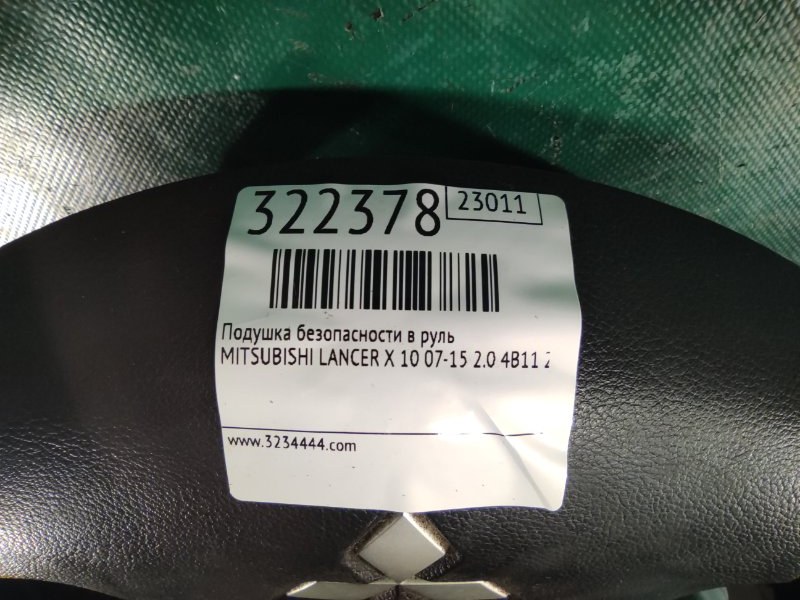 322378
23011
Подушка безопасности в руль
MITSUBISHI LANCER X 10 07-15 2.0 4B11
www.3234444.com